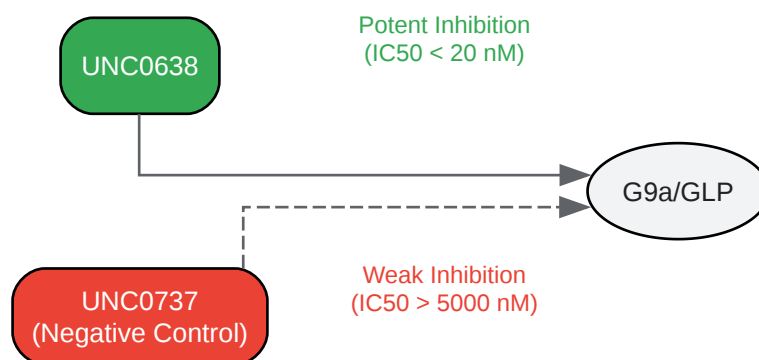 Potent Inhibition
(IC50 < 20 nM)
UNC0638
G9a/GLP
Weak Inhibition
(IC50 > 5000 nM)
UNC0737
(Negative Control)